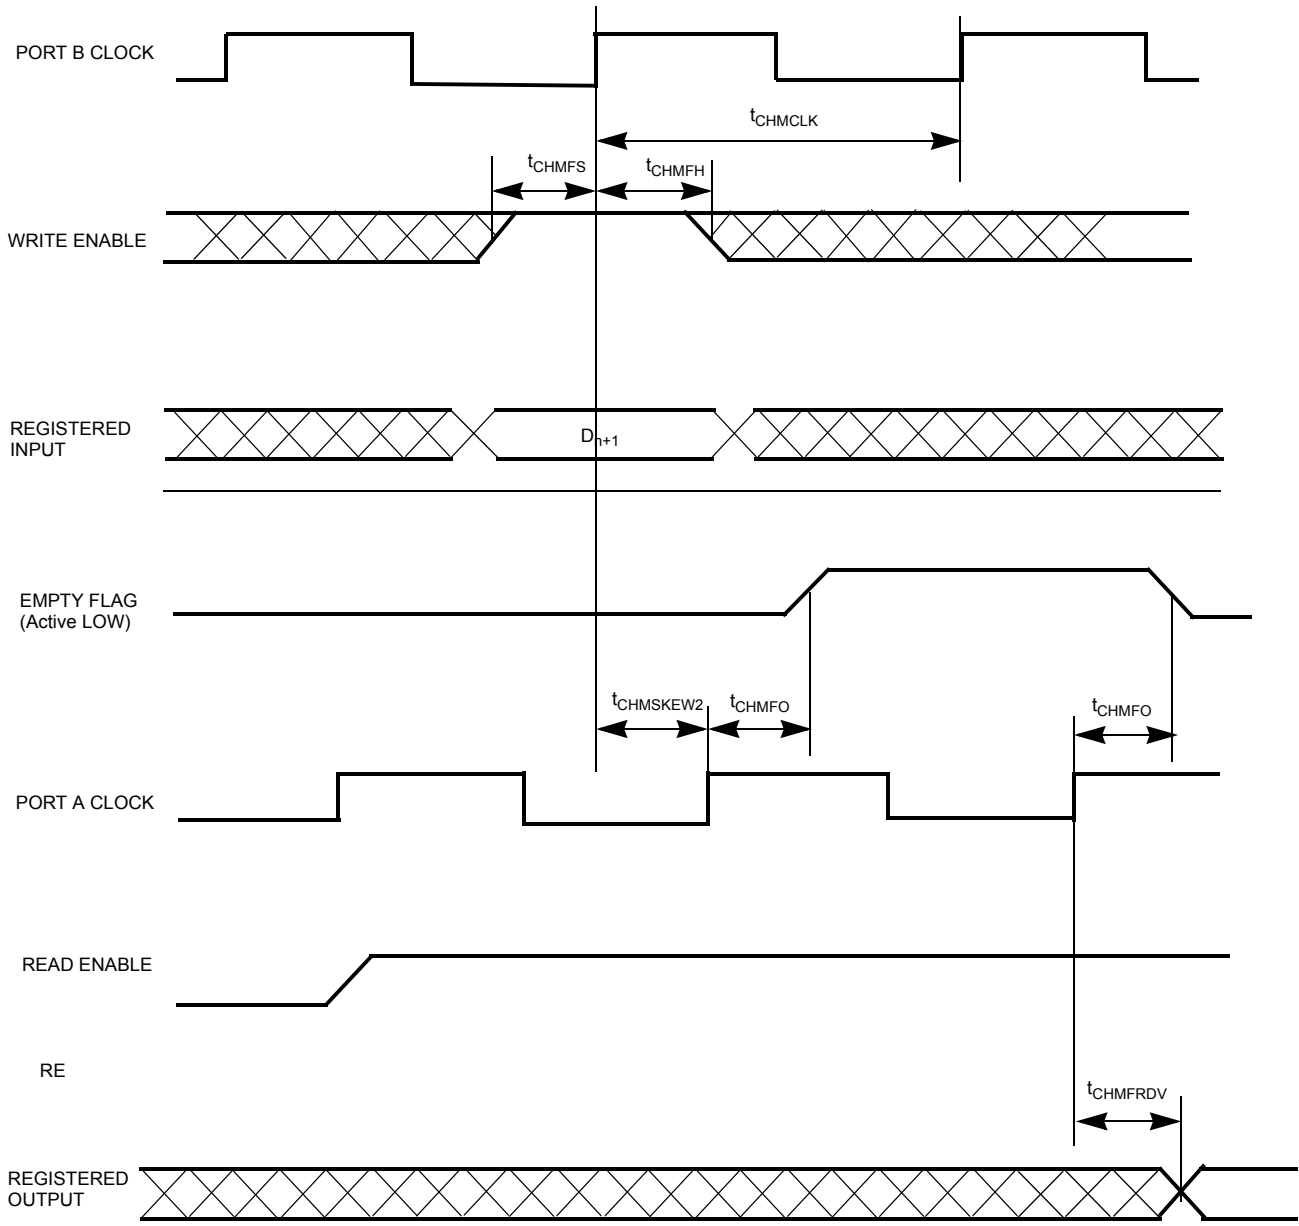 PORT B CLOCK
tCHMCLK
tCHMFS
tCHMFH
WRITE ENABLE
REGISTERED
INPUT
Dn+1
EMPTY FLAG
(Active LOW)
tCHMSKEW2
tCHMFO
tCHMFO
PORT A CLOCK
READ ENABLE
RE
tCHMFRDV
REGISTERED
OUTPUT